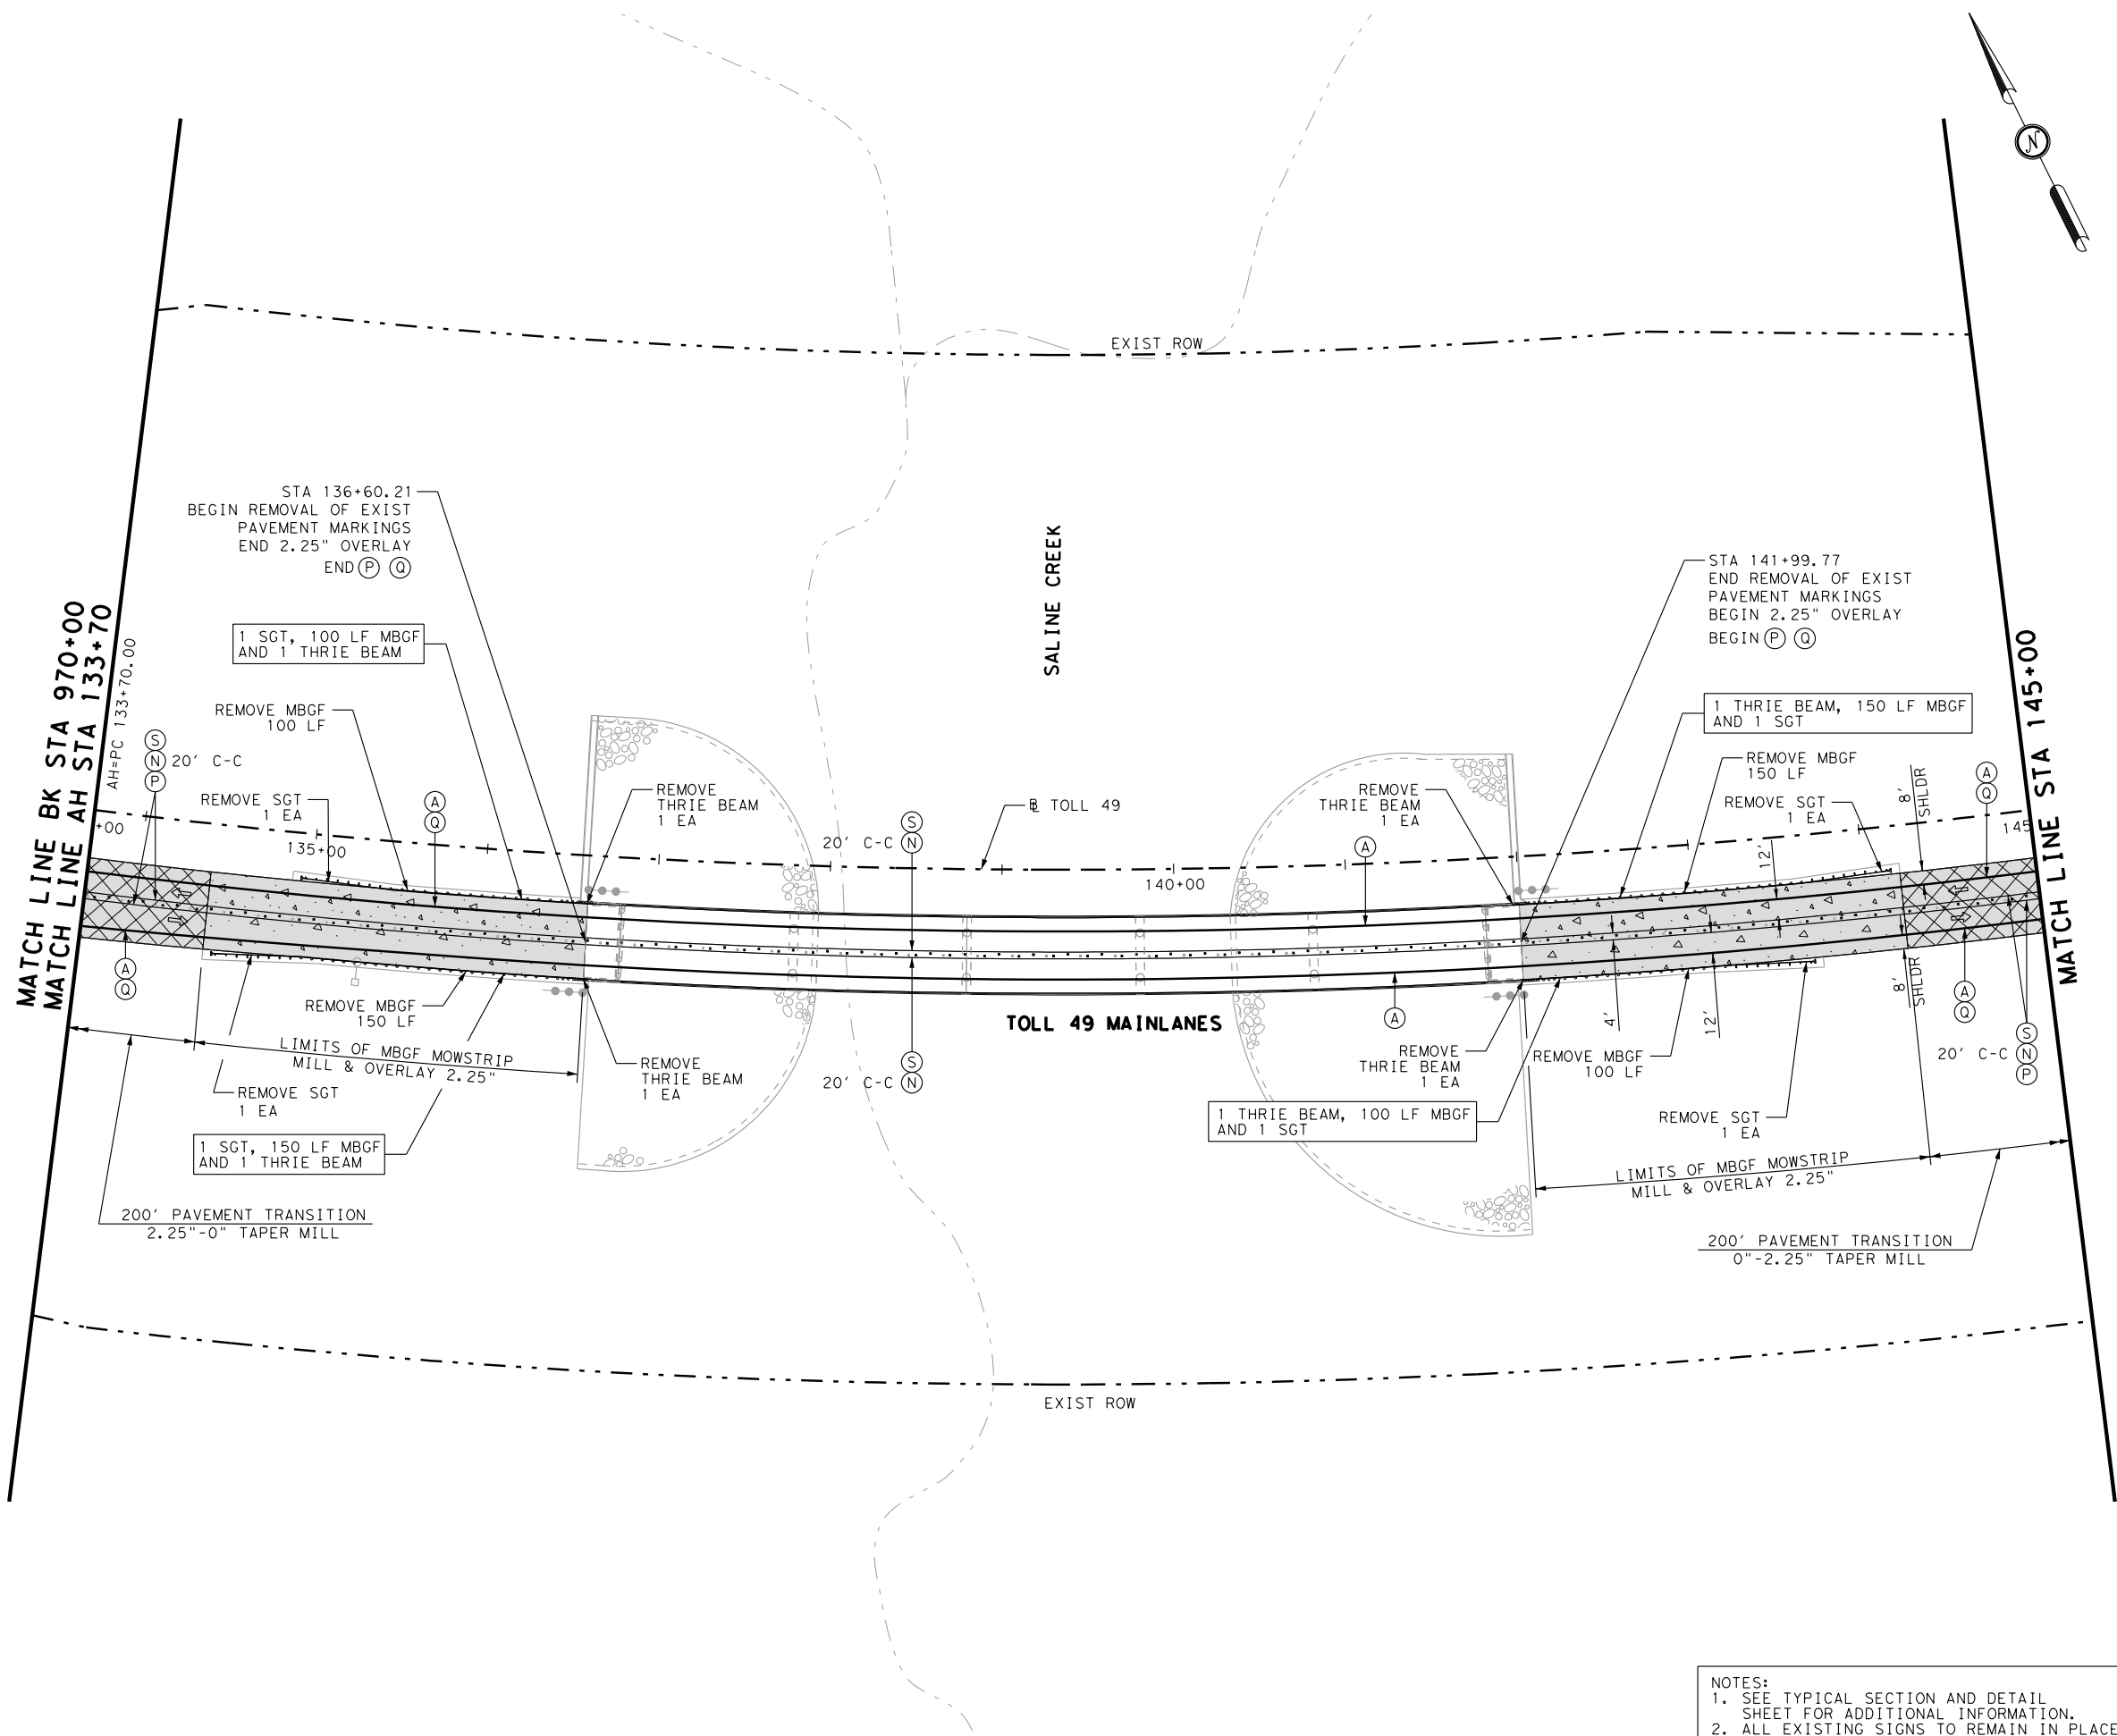 N
EXIST ROW
STA 136+60.21
BEGIN REMOVAL OF EXIST
PAVEMENT MARKINGS
END 2.25" OVERLAY
END P Q
SALINE CREEK
STA 141+99.77
END REMOVAL OF EXIST
PAVEMENT MARKINGS
BEGIN 2.25" OVERLAY
BEGIN P Q
MATCH LINE BK STA 970+00
MATCH LINE AH STA 133+70
AH=PC 133+70.00
1 SGT, 100 LF MBGF
AND 1 THRIE BEAM
REMOVE MBGF
100 LF
S
N 20' C-C
P
REMOVE SGT
1 EA
A
Q
+00
135+00
REMOVE
THRIE BEAM
1 EA
20' C-C
S
N
℄ TOLL 49
140+00
REMOVE
THRIE BEAM
1 EA
A
1 THRIE BEAM, 150 LF MBGF
AND 1 SGT
REMOVE MBGF
150 LF
REMOVE SGT
1 EA
12'
8'
SHLDR
A
Q
145
MATCH LINE STA 145+00
A
Q
REMOVE MBGF
150 LF
LIMITS OF MBGF MOWSTRIP
MILL & OVERLAY 2.25"
REMOVE SGT
1 EA
1 SGT, 150 LF MBGF
AND 1 THRIE BEAM
200' PAVEMENT TRANSITION
2.25"-0" TAPER MILL
REMOVE
THRIE BEAM
1 EA
TOLL 49 MAINLANES
20' C-C
S
N
A
REMOVE
THRIE BEAM
1 EA
1 THRIE BEAM, 100 LF MBGF
AND 1 SGT
4'
12'
REMOVE MBGF
100 LF
8'
SHLDR
A
Q
S
20' C-C N
P
REMOVE SGT
1 EA
LIMITS OF MBGF MOWSTRIP
MILL & OVERLAY 2.25"
200' PAVEMENT TRANSITION
0"-2.25" TAPER MILL
EXIST ROW
NOTES:
1. SEE TYPICAL SECTION AND DETAIL
SHEET FOR ADDITIONAL INFORMATION.
2. ALL EXISTING SIGNS TO REMAIN IN PLACE